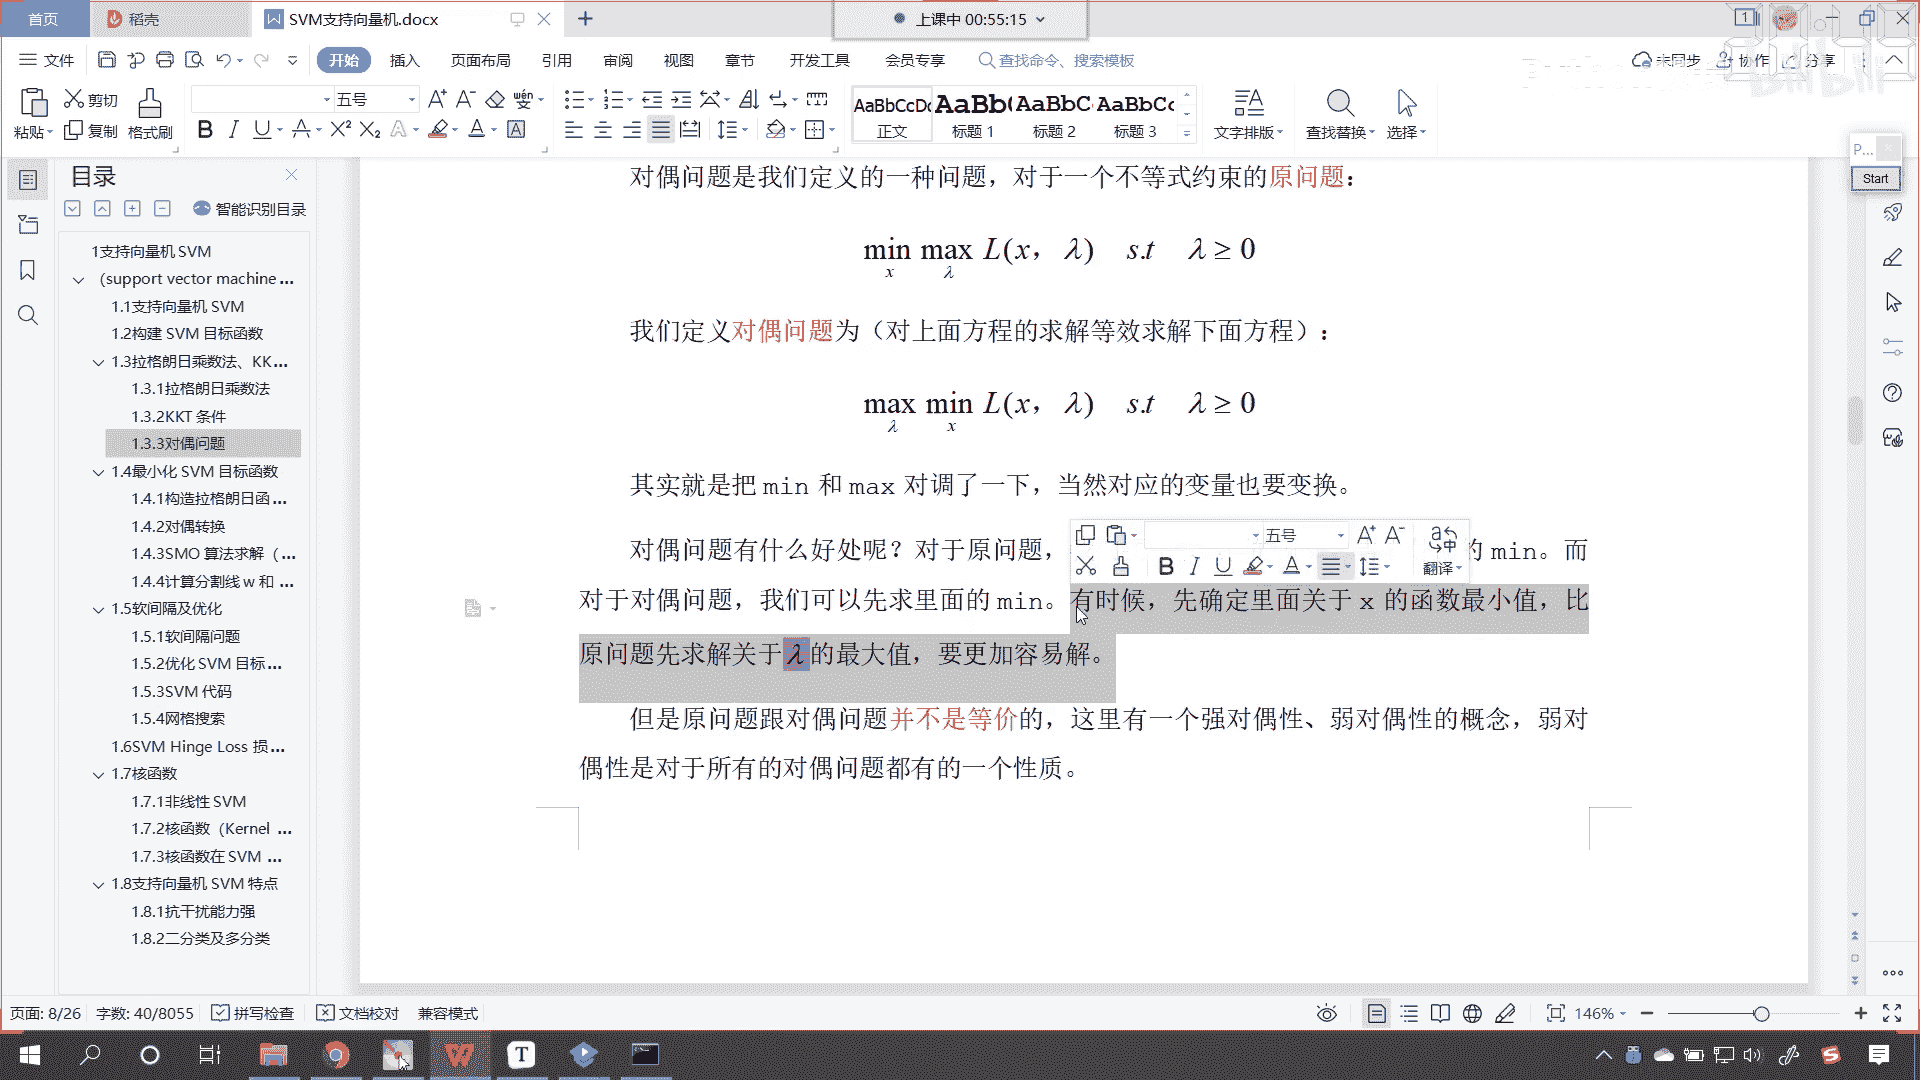 首页
稻壳
SVM支持向量机.docx
上课中 00:55:15
1
文件
开始
插入
页面布局
引用
审阅
视图
章节
开发工具
会员专享
查找命令、搜索模板
未同步
协作
分享
粘贴
剪切
复制
格式刷
五号
AaBbCcDd
正文
AaBb(
标题 1
AaBbC
标题 2
AaBbCc
标题 3
文字排版
查找替换
选择
P...
Start
目录
智能识别目录
1支持向量机 SVM
(support vector machine ...
1.1支持向量机 SVM
1.2构建 SVM 目标函数
1.3拉格朗日乘数法、KK...
1.3.1拉格朗日乘数法
1.3.2KKT 条件
1.3.3对偶问题
1.4最小化 SVM 目标函数
1.4.1构造拉格朗日函 ...
1.4.2对偶转换
1.4.3SMO 算法求解（ ...
1.4.4计算分割线 w 和 ...
1.5软间隔及优化
1.5.1软间隔问题
1.5.2优化 SVM 目标...
1.5.3SVM 代码
1.5.4网格搜索
1.6SVM Hinge Loss 损...
1.7核函数
1.7.1非线性 SVM
1.7.2核函数（Kernel ...
1.7.3核函数在 SVM ...
1.8支持向量机 SVM 特点
1.8.1抗干扰能力强
1.8.2二分类及多分类
对偶问题是我们定义的一种问题，对于一个不等式约束的原问题：
min max L(x， λ) s.t λ ≥ 0
x λ
我们定义对偶问题为（对上面方程的求解等效求解下面方程）：
max min L(x， λ) s.t λ ≥ 0
λ x
其实就是把 min 和 max 对调了一下，当然对应的变量也要变换。
对偶问题有什么好处呢？对于原问题，
的 min。而
五号
翻译
对于对偶问题，我们可以先求里面的 min。有时候，先确定里面关于 x 的函数最小值，比
原问题先求解关于 λ 的最大值，要更加容易解。
但是原问题跟对偶问题并不是等价的，这里有一个强对偶性、弱对偶性的概念，弱对
偶性是对于所有的对偶问题都有的一个性质。
页面: 8/26
字数: 40/8055
拼写检查
文档校对
兼容模式
146%